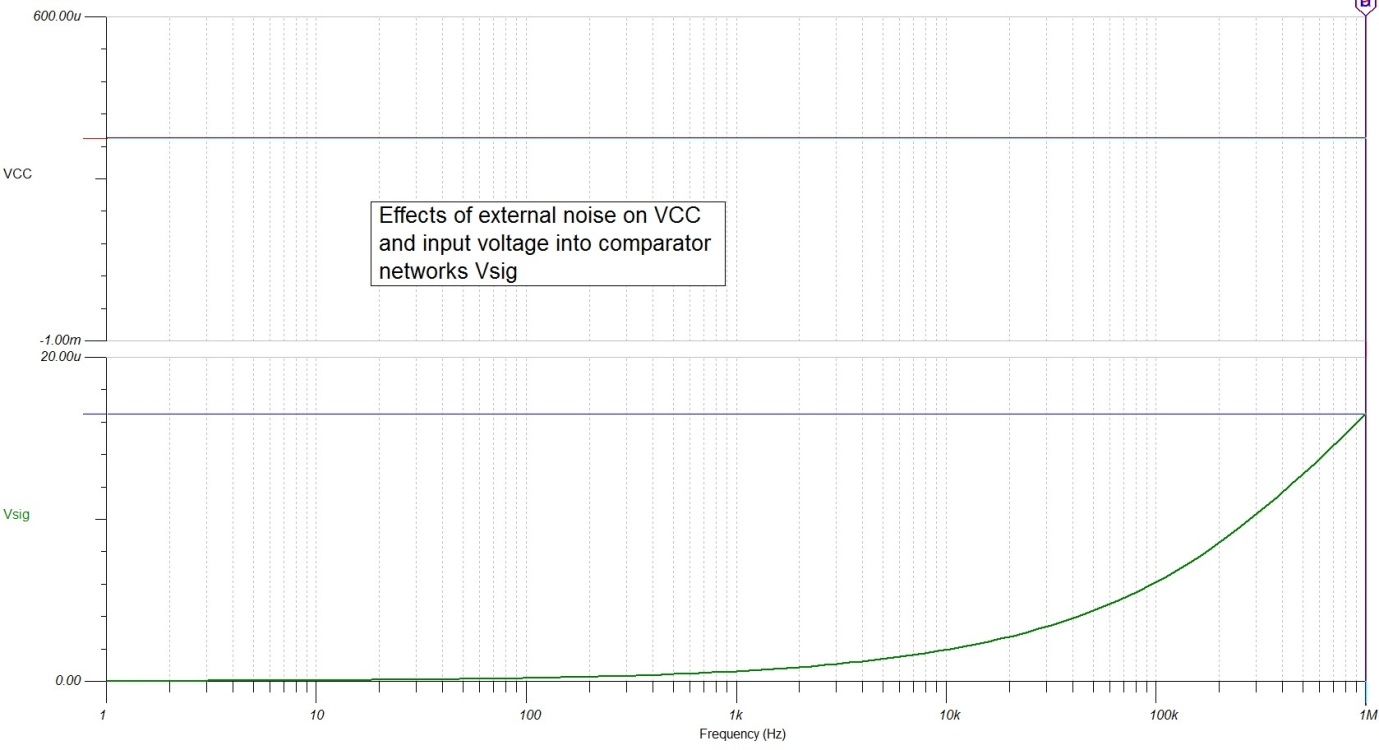 600.00u
VCC
Effects of external noise on VCC
and input voltage into comparator
networks Vsig
-1.00m
20.00u
Vsig
0.00
1 10 100 1k 10k 100k 1M
Frequency (Hz)